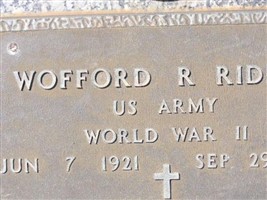 WOFFORD R RID
US ARMY
WORLD WAR II
JUN 7 1921 SEP 29